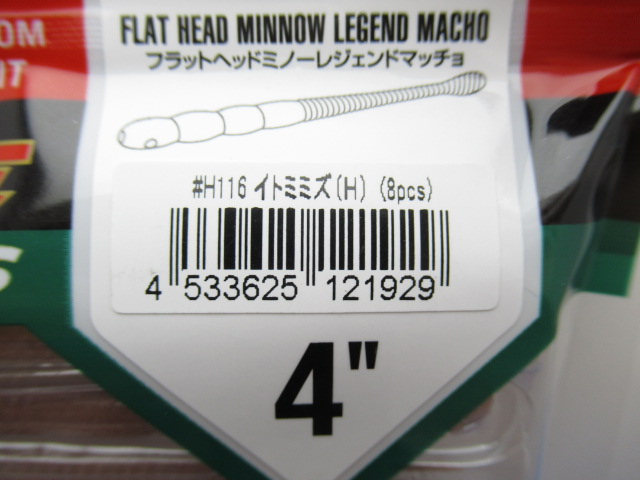 FLAT HEAD MINNOW LEGEND MACHO
フラットヘッドミノーレジェンドマッチョ
#H116 イトミミズ(H) (8pcs)
4 533625 121929
4"